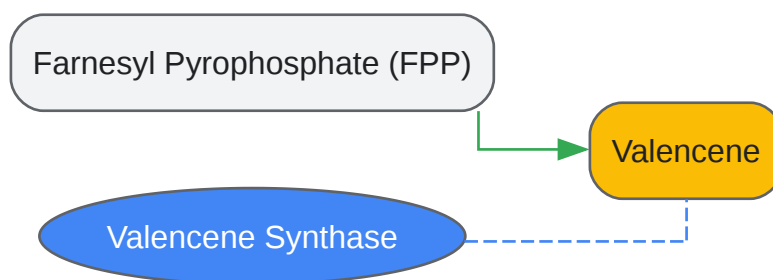 Farnesyl Pyrophosphate (FPP)
Valencene
Valencene Synthase